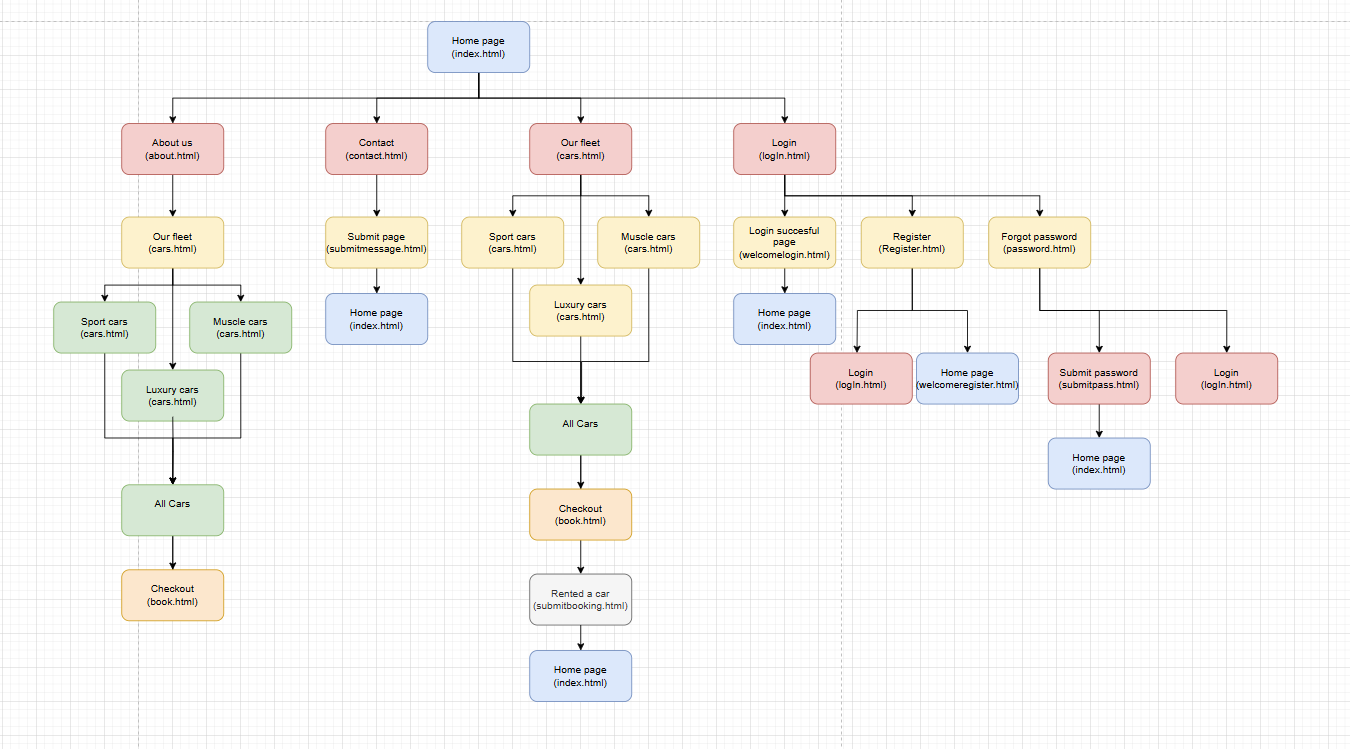 Home page
(index.html)
About us
(about.html)
Contact
(contact.html)
Our fleet
(cars.html)
Login
(logIn.html)
Our fleet
(cars.html)
Submit page
(submitmessage.html)
Sport cars
(cars.html)
Muscle cars
(cars.html)
Login succesful
page
(welcomelogin.html)
Register
(Register.html)
Forgot password
(password.html)
Sport cars
(cars.html)
Muscle cars
(cars.html)
Home page
(index.html)
Luxury cars
(cars.html)
Home page
(index.html)
Luxury cars
(cars.html)
Login
(logIn.html)
Home page
(welcomeregister.html)
Submit password
(submitpass.html)
Login
(logIn.html)
All Cars
Home page
(index.html)
All Cars
Checkout
(book.html)
Checkout
(book.html)
Rented a car
(submitbooking.html)
Home page
(index.html)